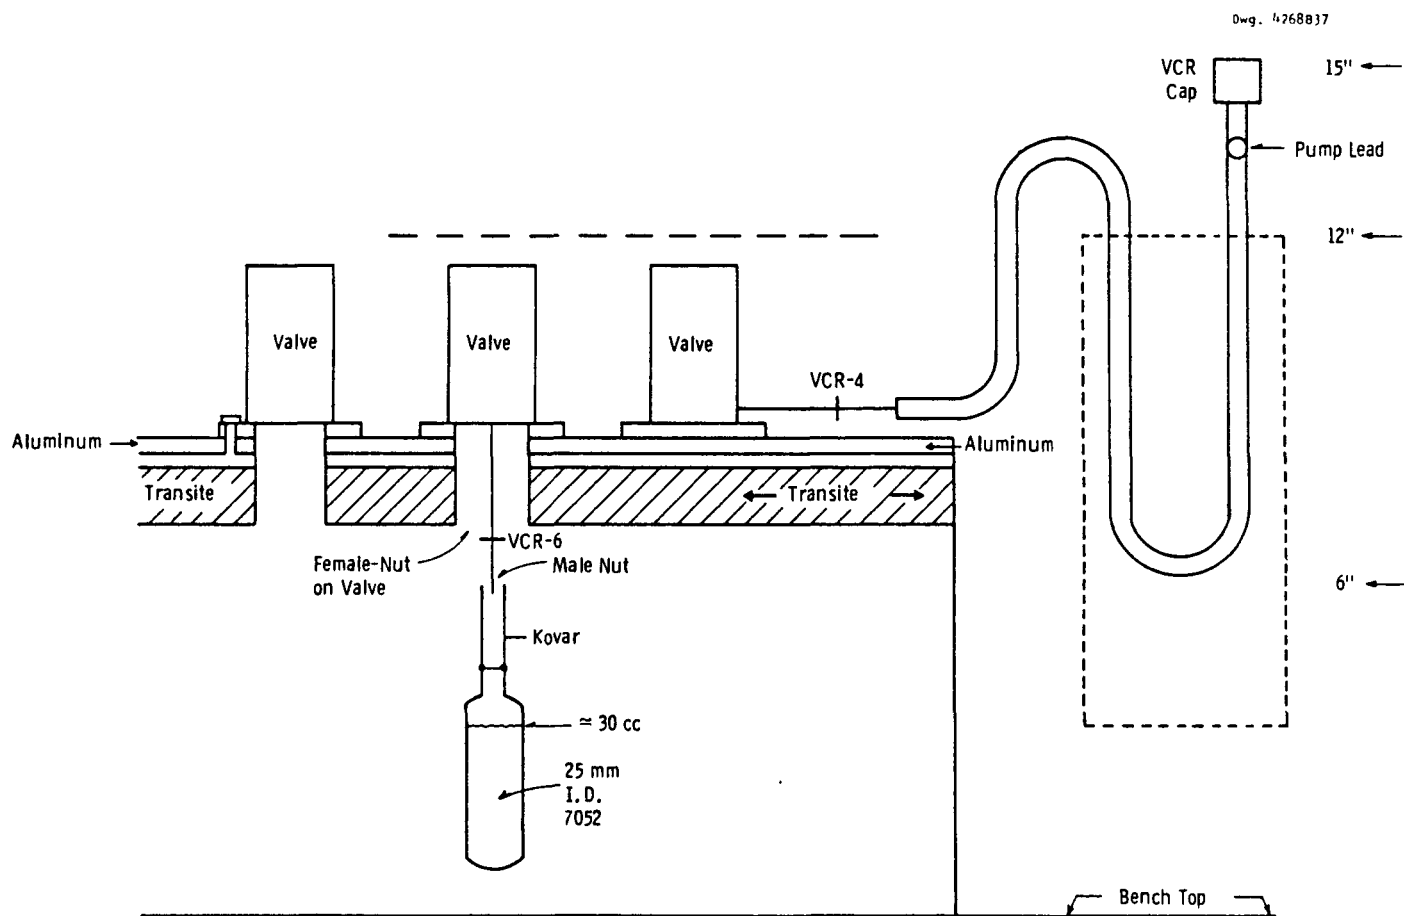 Dwg. 4268837
VCR
Cap
15"
Pump Lead
12"
Valve
Valve
Valve
VCR-4
Aluminum
Aluminum
Transite
Transite
VCR-6
Female-Nut
on Valve
Male Nut
6"
Kovar
≃ 30 cc
25 mm
I.D.
7052
Bench Top